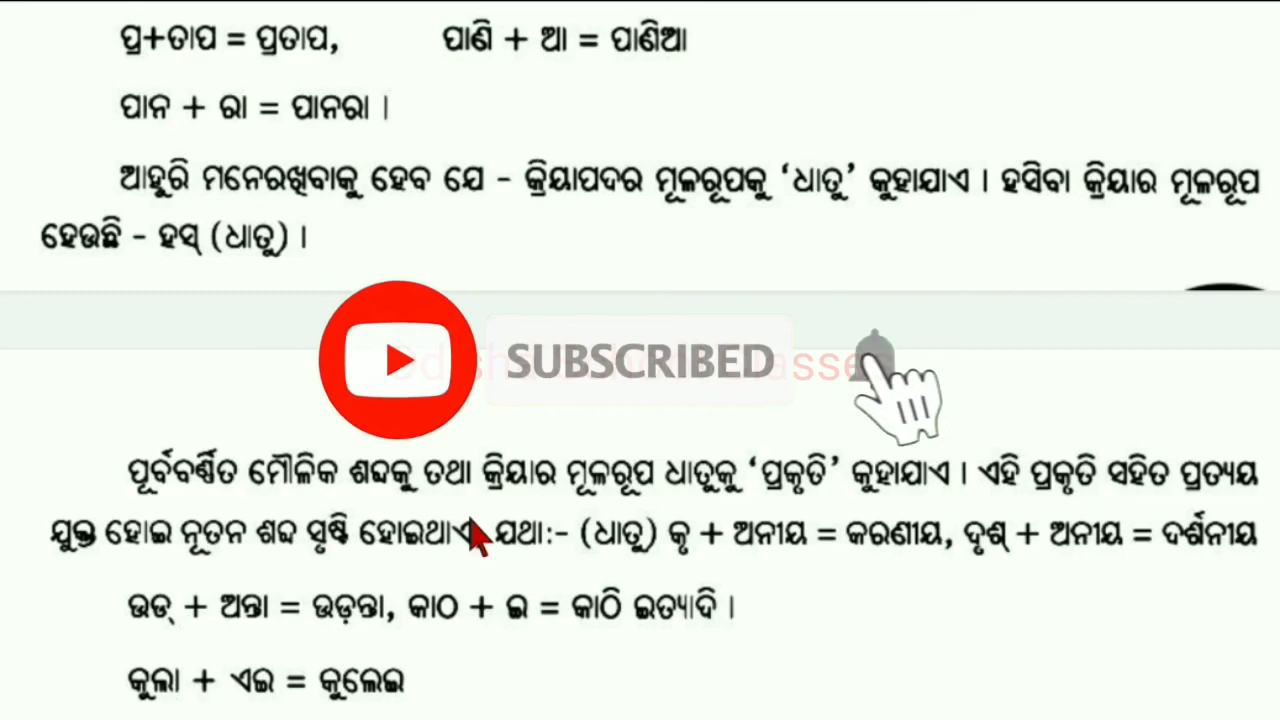 ପ୍ର+ତାପ = ପ୍ରତାପ, ପାଣି + ଆ = ପାଣିଆ
ପାନ + ରା = ପାନରା ।
ଆହୁରି ମନେରଖିବାକୁ ହେବ ଯେ - କ୍ରିୟାପଦର ମୂଳରୂପକୁ ‘ଧାତୁ’ କୁହାଯାଏ । ହସିବା କ୍ରିୟାର ମୂଳରୂପ
ହେଉଛି - ହସ୍ (ଧାତୁ) ।
SUBSCRIBED
ପୂର୍ବବର୍ଣ୍ଣିତ ମୌଳିକ ଶବ୍ଦକୁ ତଥା କ୍ରିୟାର ମୂଳରୂପ ଧାତୁକୁ ‘ପ୍ରକୃତି’ କୁହାଯାଏ । ଏହି ପ୍ରକୃତି ସହିତ ପ୍ରତ୍ୟୟ
ଯୁକ୍ତ ହୋଇ ନୂତନ ଶବ୍ଦ ସୃଷ୍ଟି ହୋଇଥାଏ ଯଥା:- (ଧାତୁ) କୃ + ଅନୀୟ = କରଣୀୟ, ଦୃଶ୍ + ଅନୀୟ = ଦର୍ଶନୀୟ
ଉଡ୍ + ଅନ୍ତା = ଉଡ଼ନ୍ତା, କାଠ + ଇ = କାଠି ଇତ୍ୟାଦି ।
କୁଲା + ଏଇ = କୁଲେଇ